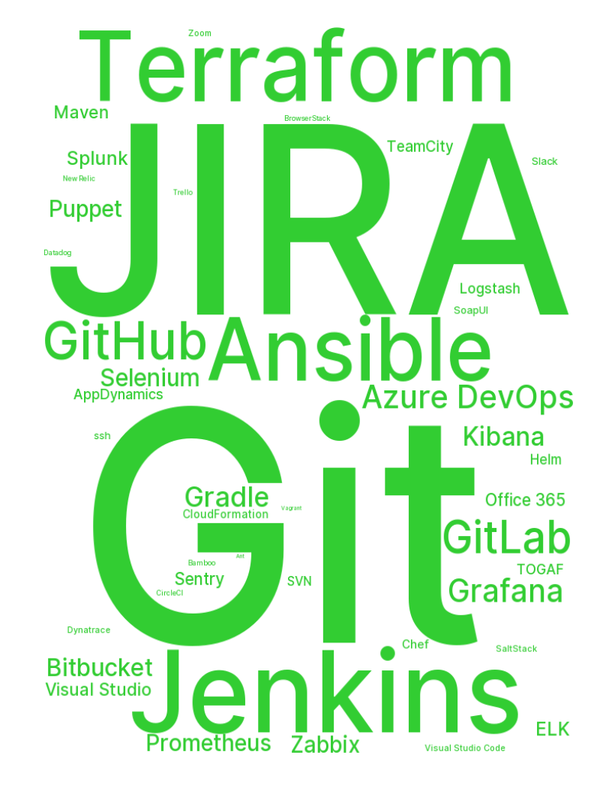 Zoom
Terraform
Maven
BrowserStack
JIRA
TeamCity
Splunk
Slack
New Relic
Trello
Puppet
Datadog
Logstash
SoapUI
GitHub
Ansible
Selenium
AppDynamics
Azure DevOps
Git
ssh
Kibana
Helm
Gradle
Office 365
Vagrant
CloudFormation
GitLab
Bamboo
TOGAF
Sentry
SVN
Grafana
CircleCI
Dynatrace
Chef
SaltStack
Jenkins
Bitbucket
Visual Studio
ELK
Prometheus
Zabbix
Visual Studio Code